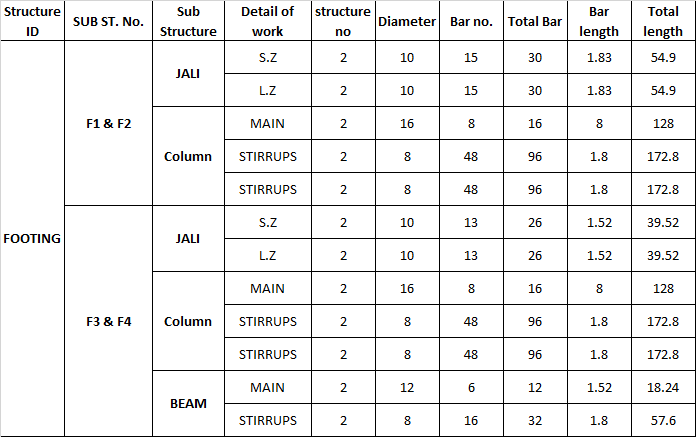 Structure ID SUB ST. No. Sub Structure Detail of work structure no Diameter Bar no. Total Bar Bar length Total length
FOOTING F1 & F2 JALI S.Z 2 10 15 30 1.83 54.9
L.Z 2 10 15 30 1.83 54.9
Column MAIN 2 16 8 16 8 128
STIRRUPS 2 8 48 96 1.8 172.8
STIRRUPS 2 8 48 96 1.8 172.8
F3 & F4 JALI S.Z 2 10 13 26 1.52 39.52
L.Z 2 10 13 26 1.52 39.52
Column MAIN 2 16 8 16 8 128
STIRRUPS 2 8 48 96 1.8 172.8
STIRRUPS 2 8 48 96 1.8 172.8
BEAM MAIN 2 12 6 12 1.52 18.24
STIRRUPS 2 8 16 32 1.8 57.6